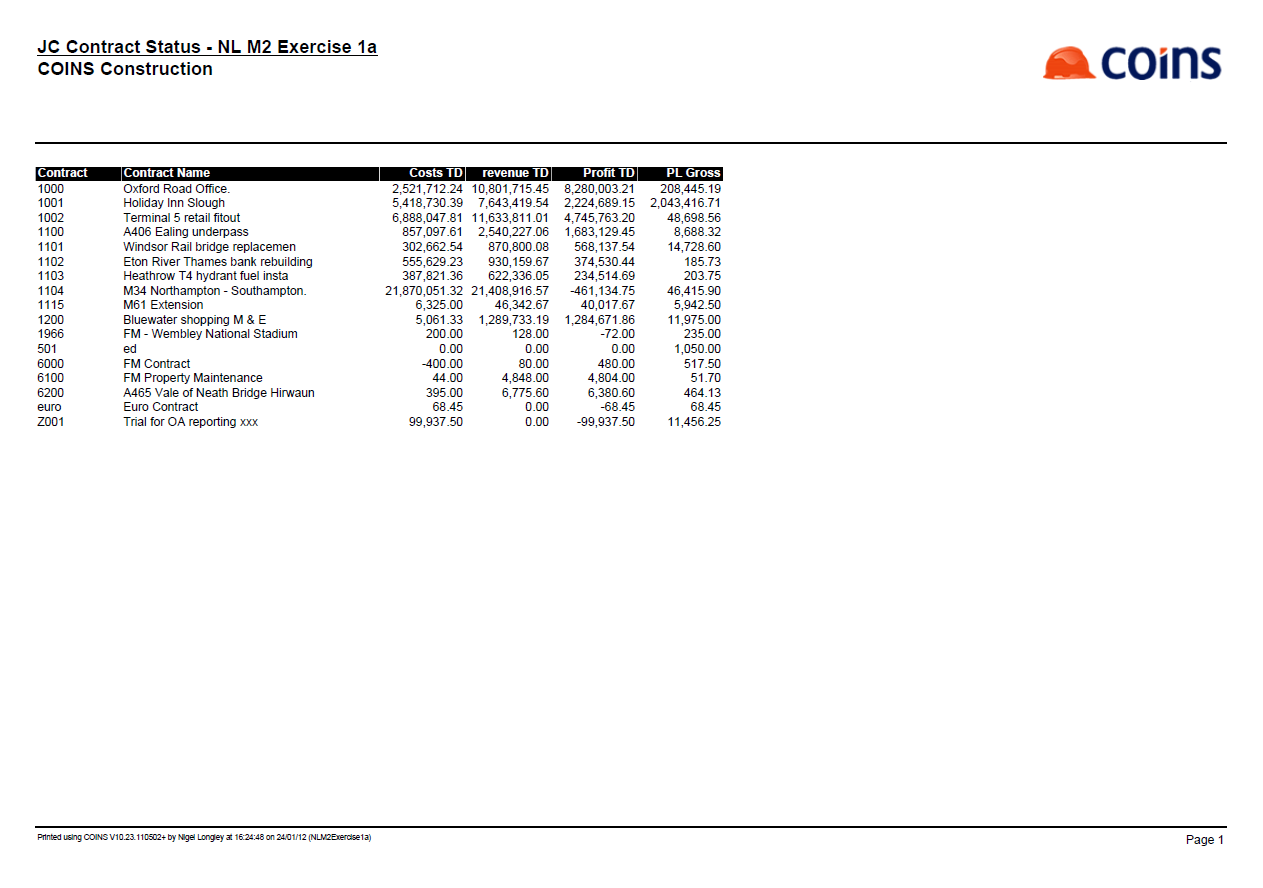 JC Contract Status - NL M2 Exercise 1a
COINS Construction
coins
Contract Contract Name Costs TD revenue TD Profit TD PL Gross
1000 Oxford Road Office. 2,521,712.24 10,801,715.45 8,280,003.21 208,445.19
1001 Holiday Inn Slough 5,418,730.39 7,643,419.54 2,224,689.15 2,043,416.71
1002 Terminal 5 retail fitout 6,888,047.81 11,633,811.01 4,745,763.20 48,698.56
1100 A406 Ealing underpass 857,097.61 2,540,227.06 1,683,129.45 8,688.32
1101 Windsor Rail bridge replacemen 302,662.54 870,800.08 568,137.54 14,728.60
1102 Eton River Thames bank rebuilding 555,629.23 930,159.67 374,530.44 185.73
1103 Heathrow T4 hydrant fuel insta 387,821.36 622,336.05 234,514.69 203.75
1104 M34 Northampton - Southampton. 21,870,051.32 21,408,916.57 -461,134.75 46,415.90
1115 M61 Extension 6,325.00 46,342.67 40,017.67 5,942.50
1200 Bluewater shopping M & E 5,061.33 1,289,733.19 1,284,671.86 11,975.00
1966 FM - Wembley National Stadium 200.00 128.00 -72.00 235.00
501 ed 0.00 0.00 0.00 1,050.00
6000 FM Contract -400.00 80.00 480.00 517.50
6100 FM Property Maintenance 44.00 4,848.00 4,804.00 51.70
6200 A465 Vale of Neath Bridge Hirwaun 395.00 6,775.60 6,380.60 464.13
euro Euro Contract 68.45 0.00 -68.45 68.45
Z001 Trial for OA reporting xxx 99,937.50 0.00 -99,937.50 11,456.25
Printed using COINS V10.23.110502+ by Nigel Longley at 16:24:48 on 24/01/12 (NLM2Exercise1a)
Page 1